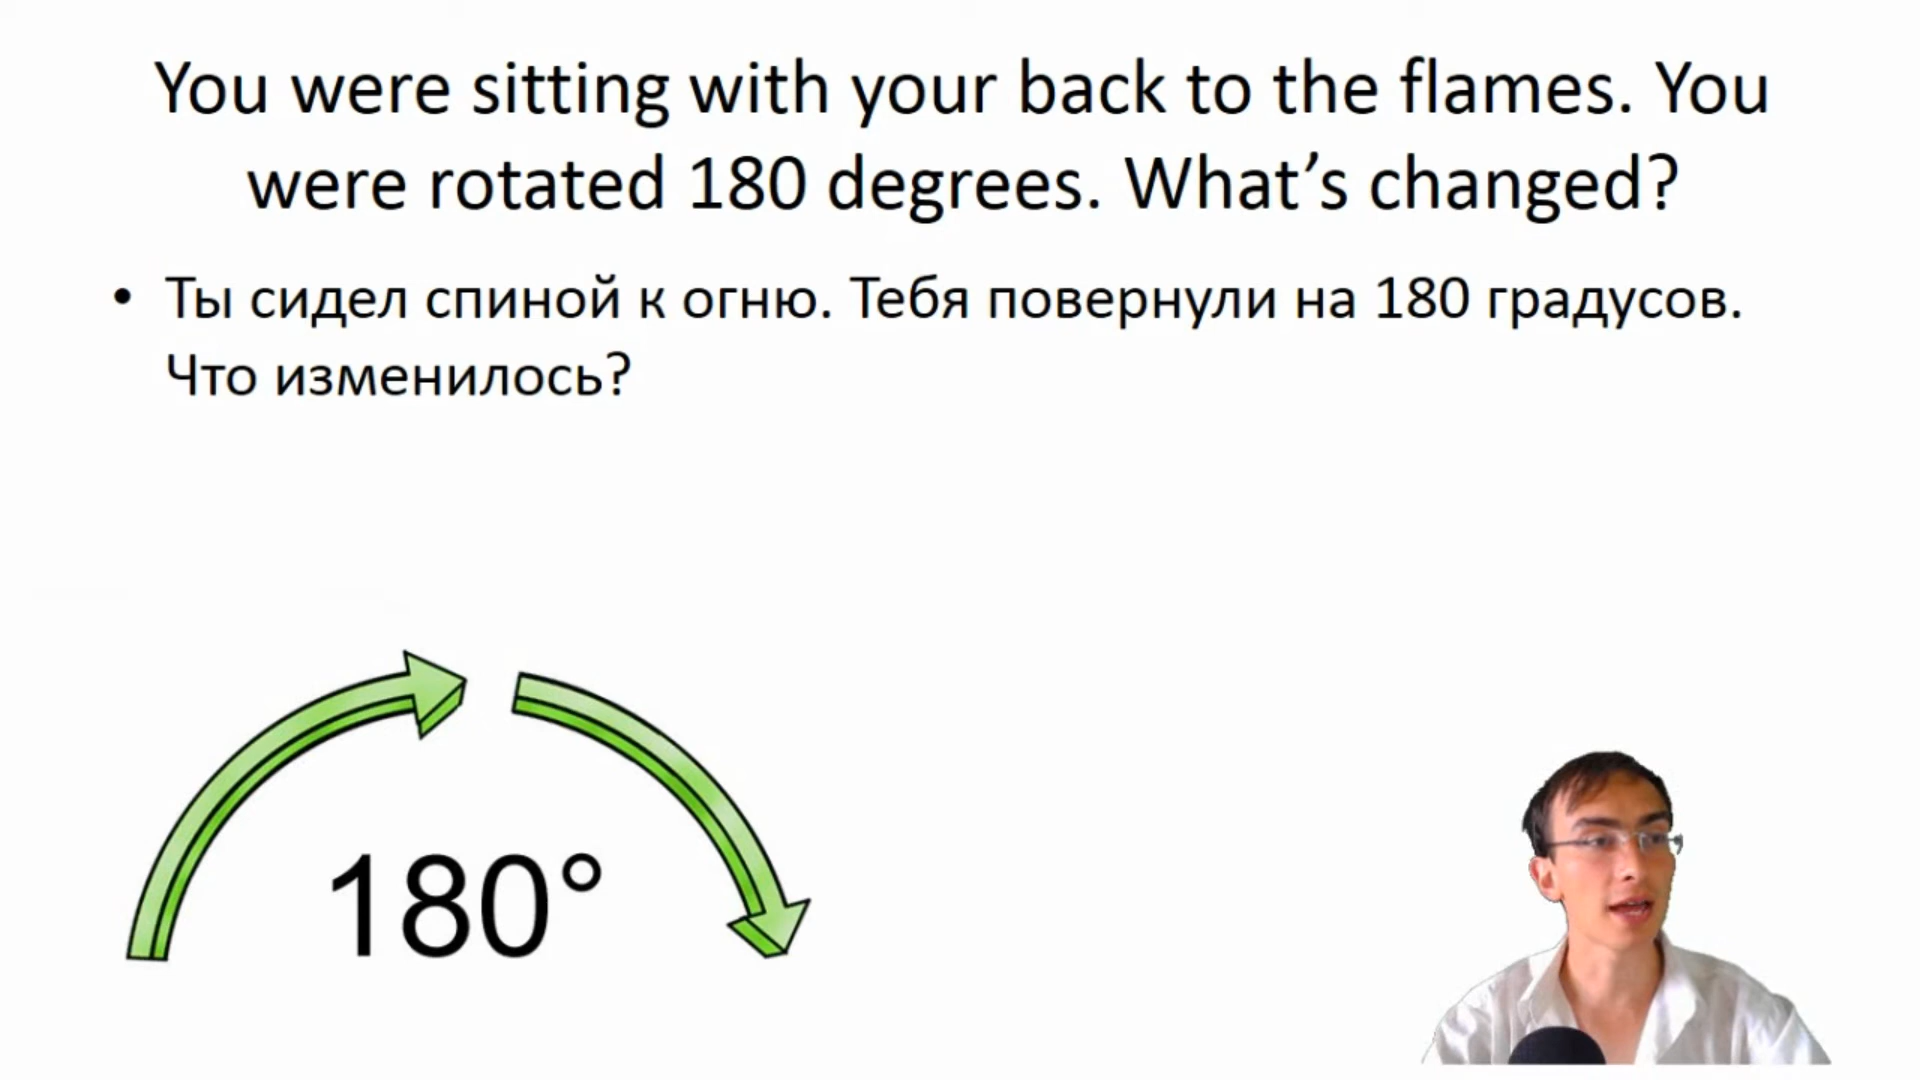 You were sitting with your back to the flames. You
were rotated 180 degrees. What’s changed?
• Ты сидел спиной к огню. Тебя повернули на 180 градусов.
Что изменилось?
180°